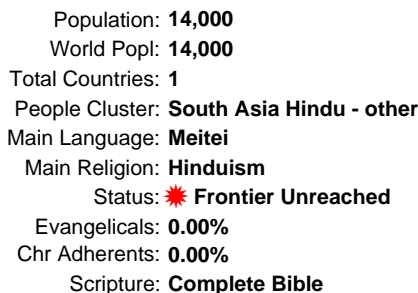 Population: 14,000
World Popl: 14,000
Total Countries: 1
People Cluster: South Asia Hindu - other
Main Language: Meitei
Main Religion: Hinduism
Status: Frontier Unreached
Evangelicals: 0.00%
Chr Adherents: 0.00%
Scripture: Complete Bible